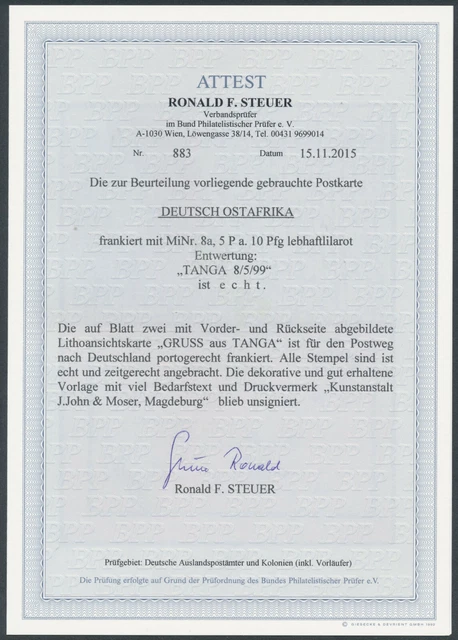 ATTEST
RONALD F. STEUER
Verbandsprüfer
im Bund Philatelistischer Prüfer e. V.
A-1030 Wien, Löwengasse 38/14, Tel. 00431 9699014
Nr. 883 Datum 15.11.2015
Die zur Beurteilung vorliegende gebrauchte Postkarte
DEUTSCH OSTAFRIKA
frankiert mit MiNr. 8a, 5 P a. 10 Pfg lebhaftlilarot
Entwertung:
„TANGA 8/5/99“
ist e c h t .
Die auf Blatt zwei mit Vorder- und Rückseite abgebildete
Lithoansichtskarte „GRUSS aus TANGA“ ist für den Postweg
nach Deutschland portogerecht frankiert. Alle Stempel sind ist
echt und zeitgerecht angebracht. Die dekorative und gut erhaltene
Vorlage mit viel Bedarfstext und Druckvermerk „Kunstanstalt
J.John & Moser, Magdeburg“ blieb unsigniert.
Ronald
Ronald F. STEUER
Prüfgebiet: Deutsche Auslandspostämter und Kolonien (inkl. Vorläufer)
Die Prüfung erfolgte auf Grund der Prüfordnung des Bundes Philatelistischer Prüfer e.V.
© GIESECKE & DEVRIENT GMBH